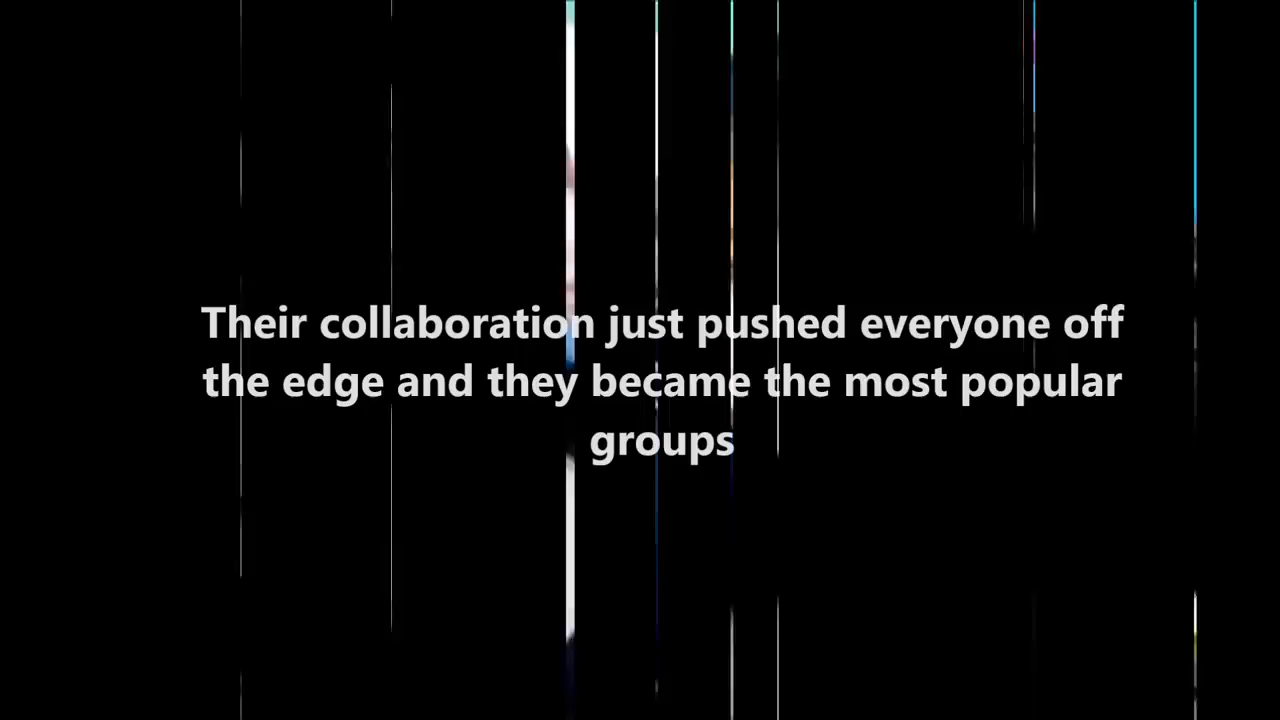 Their collaboration just pushed everyone off
the edge and they became the most popular
groups